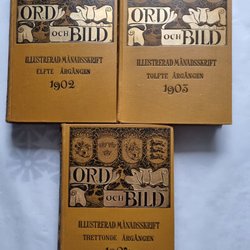 ORD
OCH
BILD
ILLUSTRERAD MÅNADSSKRIFT
ELFTE ÅRGÅNGEN
1902
ORD
OCH
BILD
ILLUSTRERAD MÅNADSSKRIFT
TOLFTE ÅRGÅNGEN
1903
ORD
OCH
BILD
ILLUSTRERAD MÅNADSSKRIFT
TRETTONDE ÅRGÅNGEN